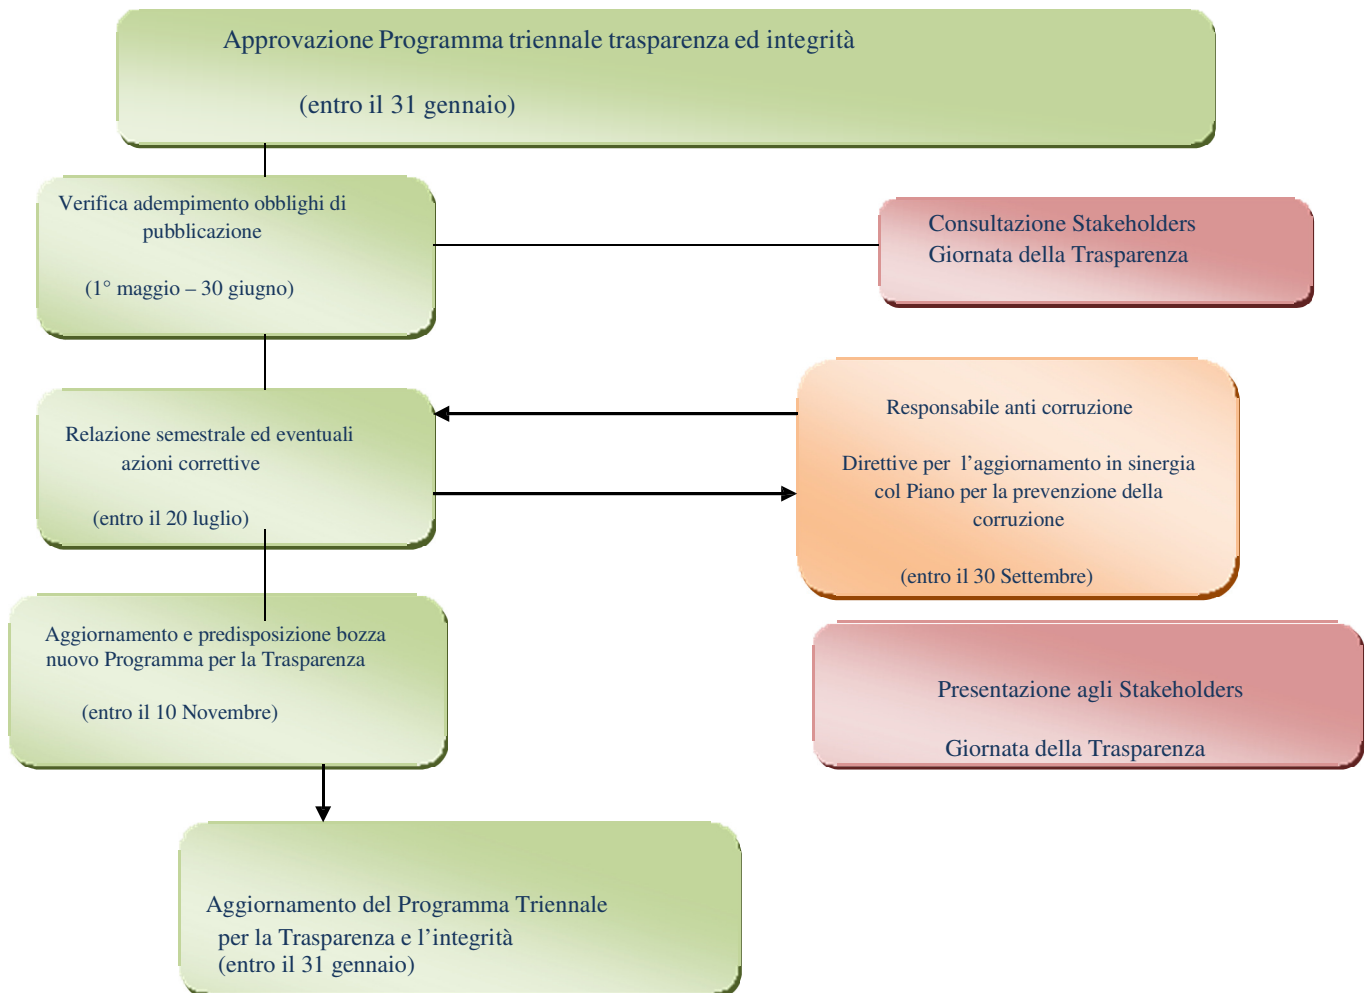 Approvazione Programma triennale trasparenza ed integrità
(entro il 31 gennaio)
Verifica adempimento obblighi di
pubblicazione
(1° maggio – 30 giugno)
Consultazione Stakeholders
Giornata della Trasparenza
Relazione semestrale ed eventuali
azioni correttive
(entro il 20 luglio)
Responsabile anti corruzione
Direttive per l’aggiornamento in sinergia
col Piano per la prevenzione della
corruzione
(entro il 30 Settembre)
Aggiornamento e predisposizione bozza
nuovo Programma per la Trasparenza
(entro il 10 Novembre)
Presentazione agli Stakeholders
Giornata della Trasparenza
Aggiornamento del Programma Triennale
per la Trasparenza e l’integrità
(entro il 31 gennaio)